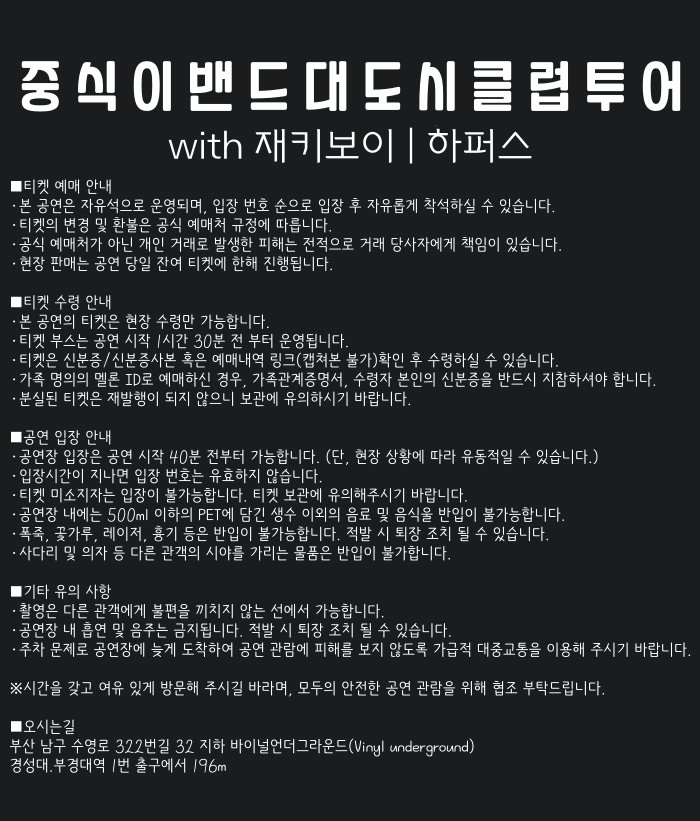 중식이밴드대도시클럽투어
with 재키보이 | 하퍼스
■티켓 예매 안내
·본 공연은 자유석으로 운영되며, 입장 번호 순으로 입장 후 자유롭게 착석하실 수 있습니다.
·티켓의 변경 및 환불은 공식 예매처 규정에 따릅니다.
·공식 예매처가 아닌 개인 거래로 발생한 피해는 전적으로 거래 당사자에게 책임이 있습니다.
·현장 판매는 공연 당일 잔여 티켓에 한해 진행됩니다.
■티켓 수령 안내
·본 공연의 티켓은 현장 수령만 가능합니다.
·티켓 부스는 공연 시작 1시간 30분 전 부터 운영됩니다.
·티켓은 신분증/신분증사본 혹은 예매내역 링크(캡쳐본 불가)확인 후 수령하실 수 있습니다.
·가족 명의의 멜론 ID로 예매하신 경우, 가족관계증명서, 수령자 본인의 신분증을 반드시 지참하셔야 합니다.
·분실된 티켓은 재발행이 되지 않으니 보관에 유의하시기 바랍니다.
■공연 입장 안내
·공연장 입장은 공연 시작 40분 전부터 가능합니다. (단, 현장 상황에 따라 유동적일 수 있습니다.)
·입장시간이 지나면 입장 번호는 유효하지 않습니다.
·티켓 미소지자는 입장이 불가능합니다. 티켓 보관에 유의해주시기 바랍니다.
·공연장 내에는 500ml 이하의 PET에 담긴 생수 이외의 음료 및 음식울 반입이 불가능합니다.
·폭죽, 꽃가루, 레이저, 흉기 등은 반입이 불가능합니다. 적발 시 퇴장 조치 될 수 있습니다.
·사다리 및 의자 등 다른 관객의 시야를 가리는 물품은 반입이 불가합니다.
■기타 유의 사항
·촬영은 다른 관객에게 불편을 끼치지 않는 선에서 가능합니다.
·공연장 내 흡연 및 음주는 금지됩니다. 적발 시 퇴장 조치 될 수 있습니다.
·주차 문제로 공연장에 늦게 도착하여 공연 관람에 피해를 보지 않도록 가급적 대중교통을 이용해 주시기 바랍니다.
※시간을 갖고 여유 있게 방문해 주시길 바라며, 모두의 안전한 공연 관람을 위해 협조 부탁드립니다.
■오시는길
부산 남구 수영로 322번길 32 지하 바이널언더그라운드(Vinyl underground)
경성대.부경대역 1번 출구에서 196m